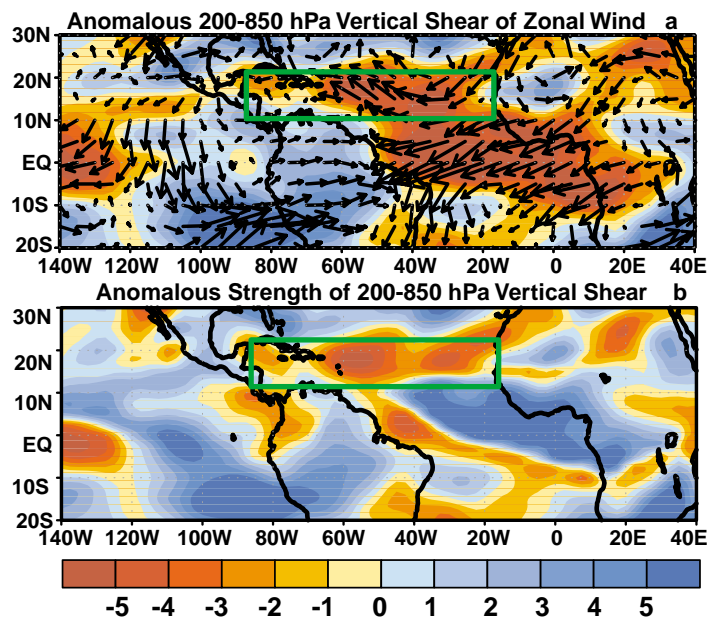 Anomalous 200-850 hPa Vertical Shear of Zonal Wind a
30N
20N
10N
EQ
10S
20S
140W 120W 100W 80W 60W 40W 20W 0 20E 40E
Anomalous Strength of 200-850 hPa Vertical Shear b
30N
20N
10N
EQ
10S
20S
140W 120W 100W 80W 60W 40W 20W 0 20E 40E
-5 -4 -3 -2 -1 0 1 2 3 4 5